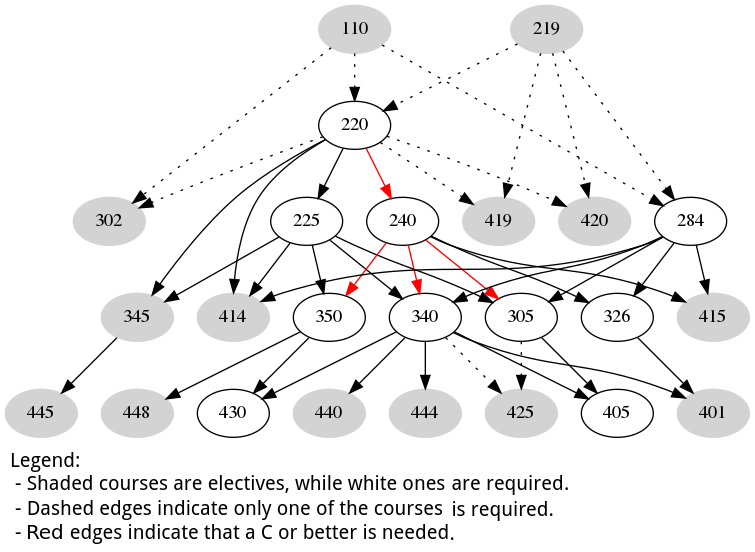 110 219
220
302 225 240 419 420 284
345 414 350 340 305 326 415
445 448 430 440 444 425 405 401
Legend:
- Shaded courses are electives, while white ones are required.
- Dashed edges indicate only one of the courses is required.
- Red edges indicate that a C or better is needed.